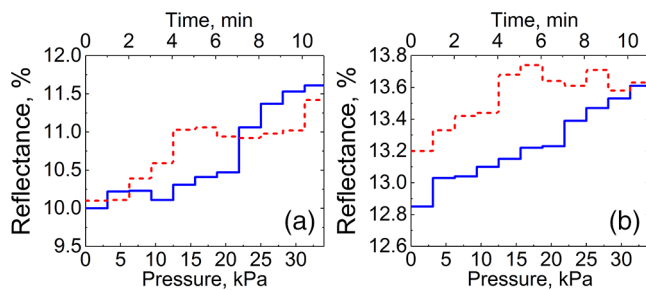 Time, min
0 2 4 6 8 10
12.0
11.5
11.0
10.5
10.0
9.5
Reflectance, %
(a)
0 5 10 15 20 25 30
Pressure, kPa
Time, min
0 2 4 6 8 10
13.8
13.6
13.4
13.2
13.0
12.8
12.6
Reflectance, %
(b)
0 5 10 15 20 25 30
Pressure, kPa